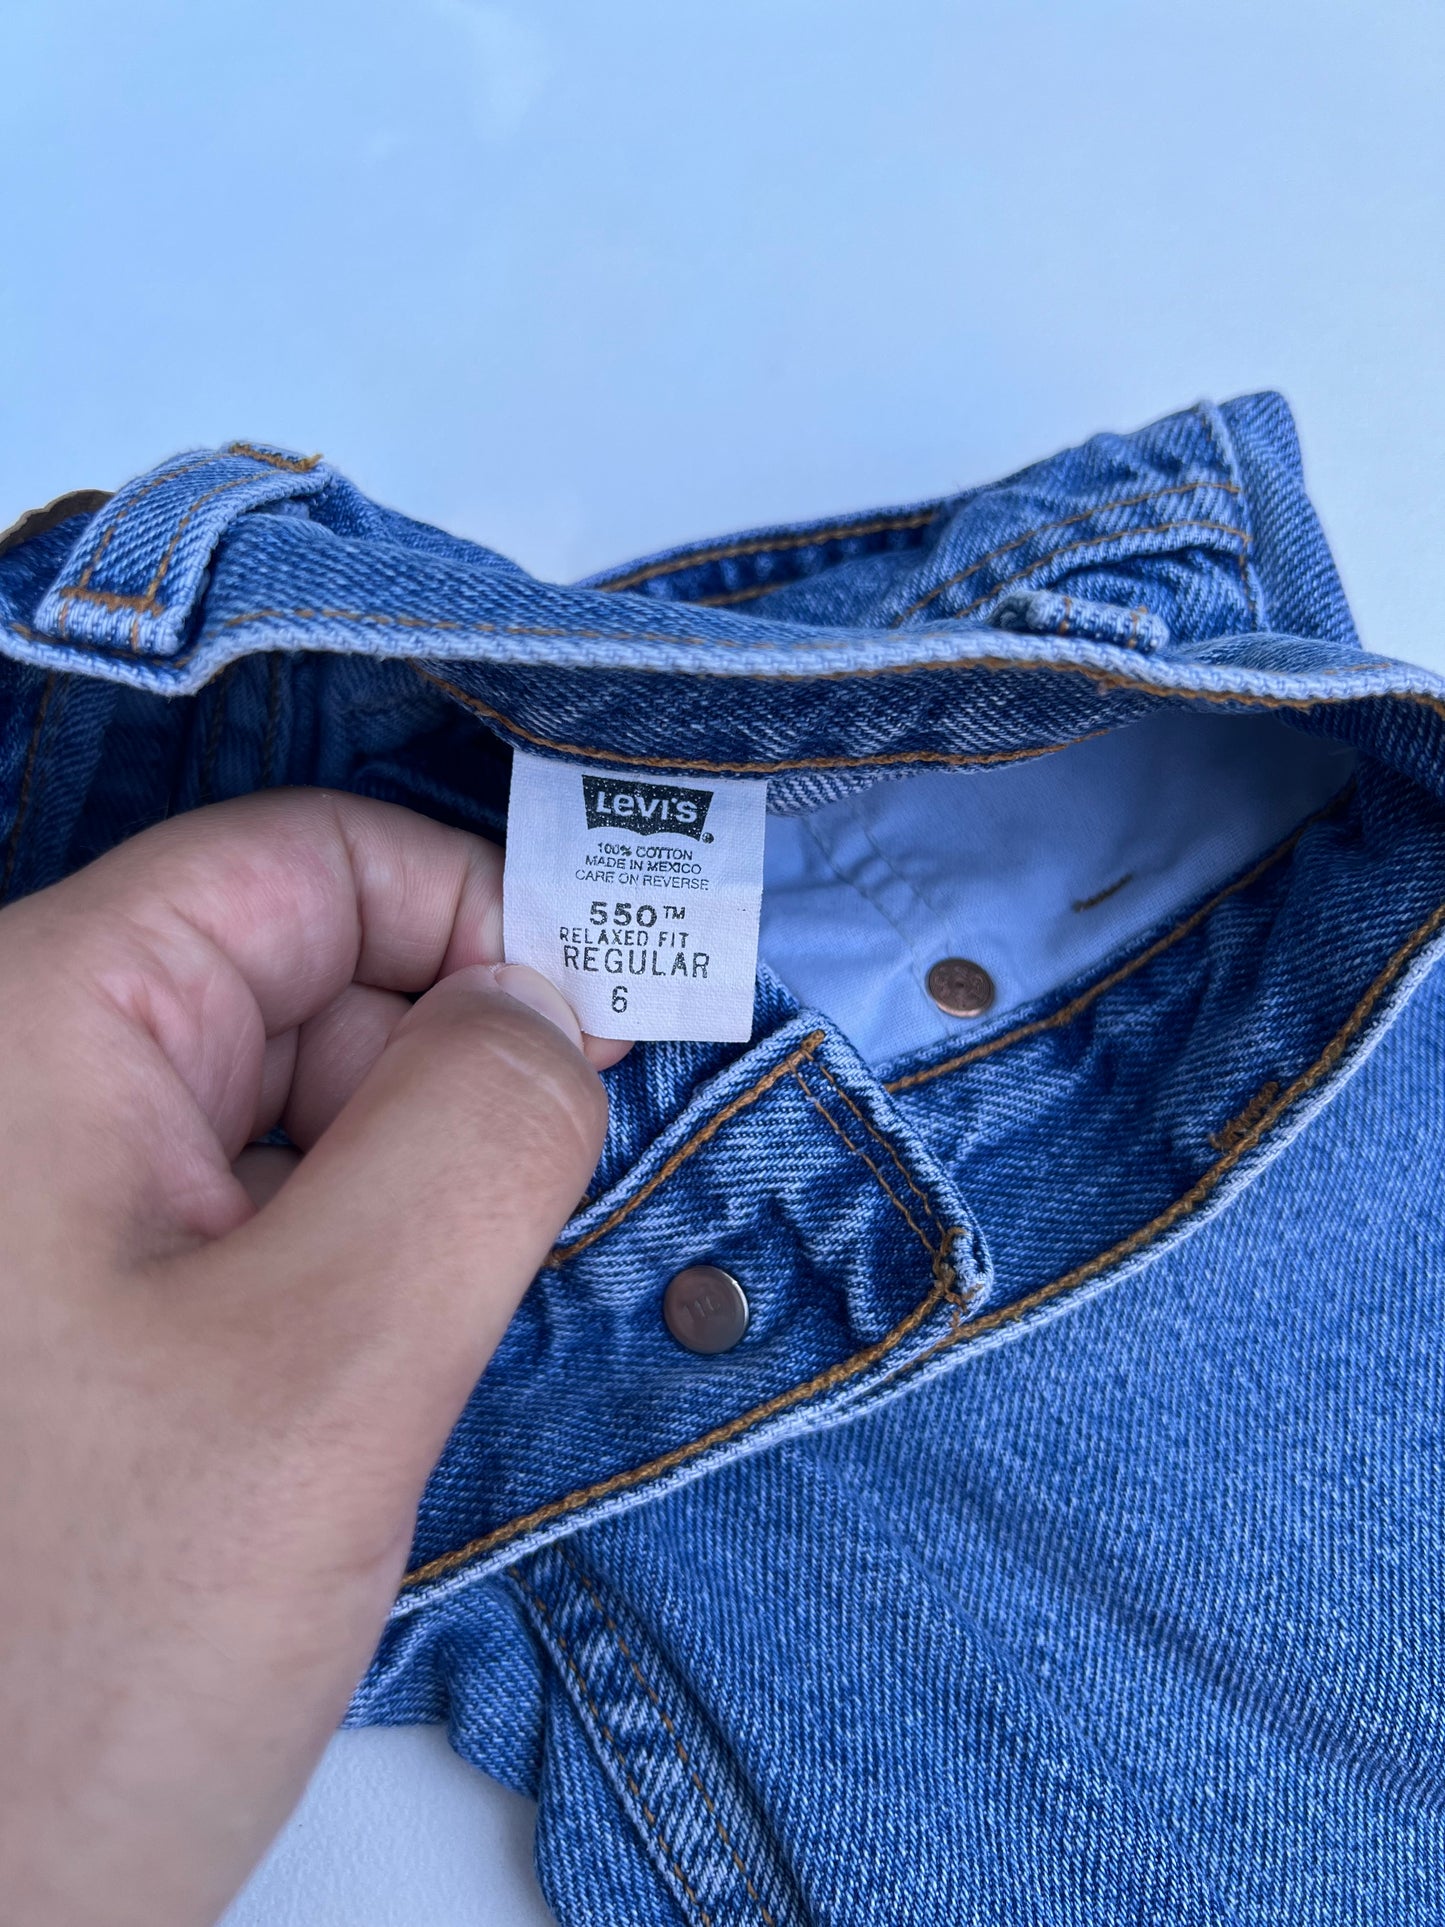 LEVI'S
100% COTTON
MADE IN MEXICO
CARE ON REVERSE
550™
RELAXED FIT
REGULAR
6